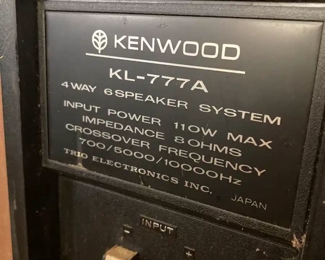 KENWOOD
KL-777A
4 WAY 6 SPEAKER SYSTEM
INPUT POWER 110W MAX
IMPEDANCE 8 OHMS
CROSSOVER FREQUENCY
700/5000/10000Hz
TRIO ELECTRONICS INC. JAPAN
INPUT
- +